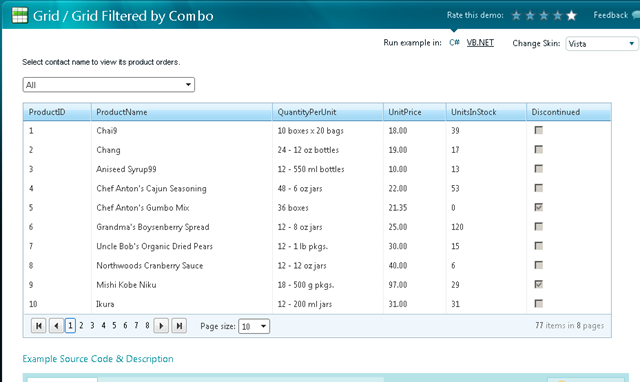 Grid / Grid Filtered by Combo Rate this demo: Feedback
Run example in: C# VB.NET Change Skin: Vista
Select contact name to view its product orders.
All
ProductID ProductName QuantityPerUnit UnitPrice UnitsInStock Discontinued
1 Chai9 10 boxes x 20 bags 18.00 39
2 Chang 24 - 12 oz bottles 19.00 17
3 Aniseed Syrup99 12 - 550 ml bottles 10.00 13
4 Chef Anton's Cajun Seasoning 48 - 6 oz jars 22.00 53
5 Chef Anton's Gumbo Mix 36 boxes 21.35 0
6 Grandma's Boysenberry Spread 12 - 8 oz jars 25.00 120
7 Uncle Bob's Organic Dried Pears 12 - 1 lb pkgs. 30.00 15
8 Northwoods Cranberry Sauce 12 - 12 oz jars 40.00 6
9 Mishi Kobe Niku 18 - 500 g pkgs. 97.00 29
10 Ikura 12 - 200 ml jars 31.00 31
1 2 3 4 5 6 7 8 Page size: 10 77 items in 8 pages
Example Source Code & Description